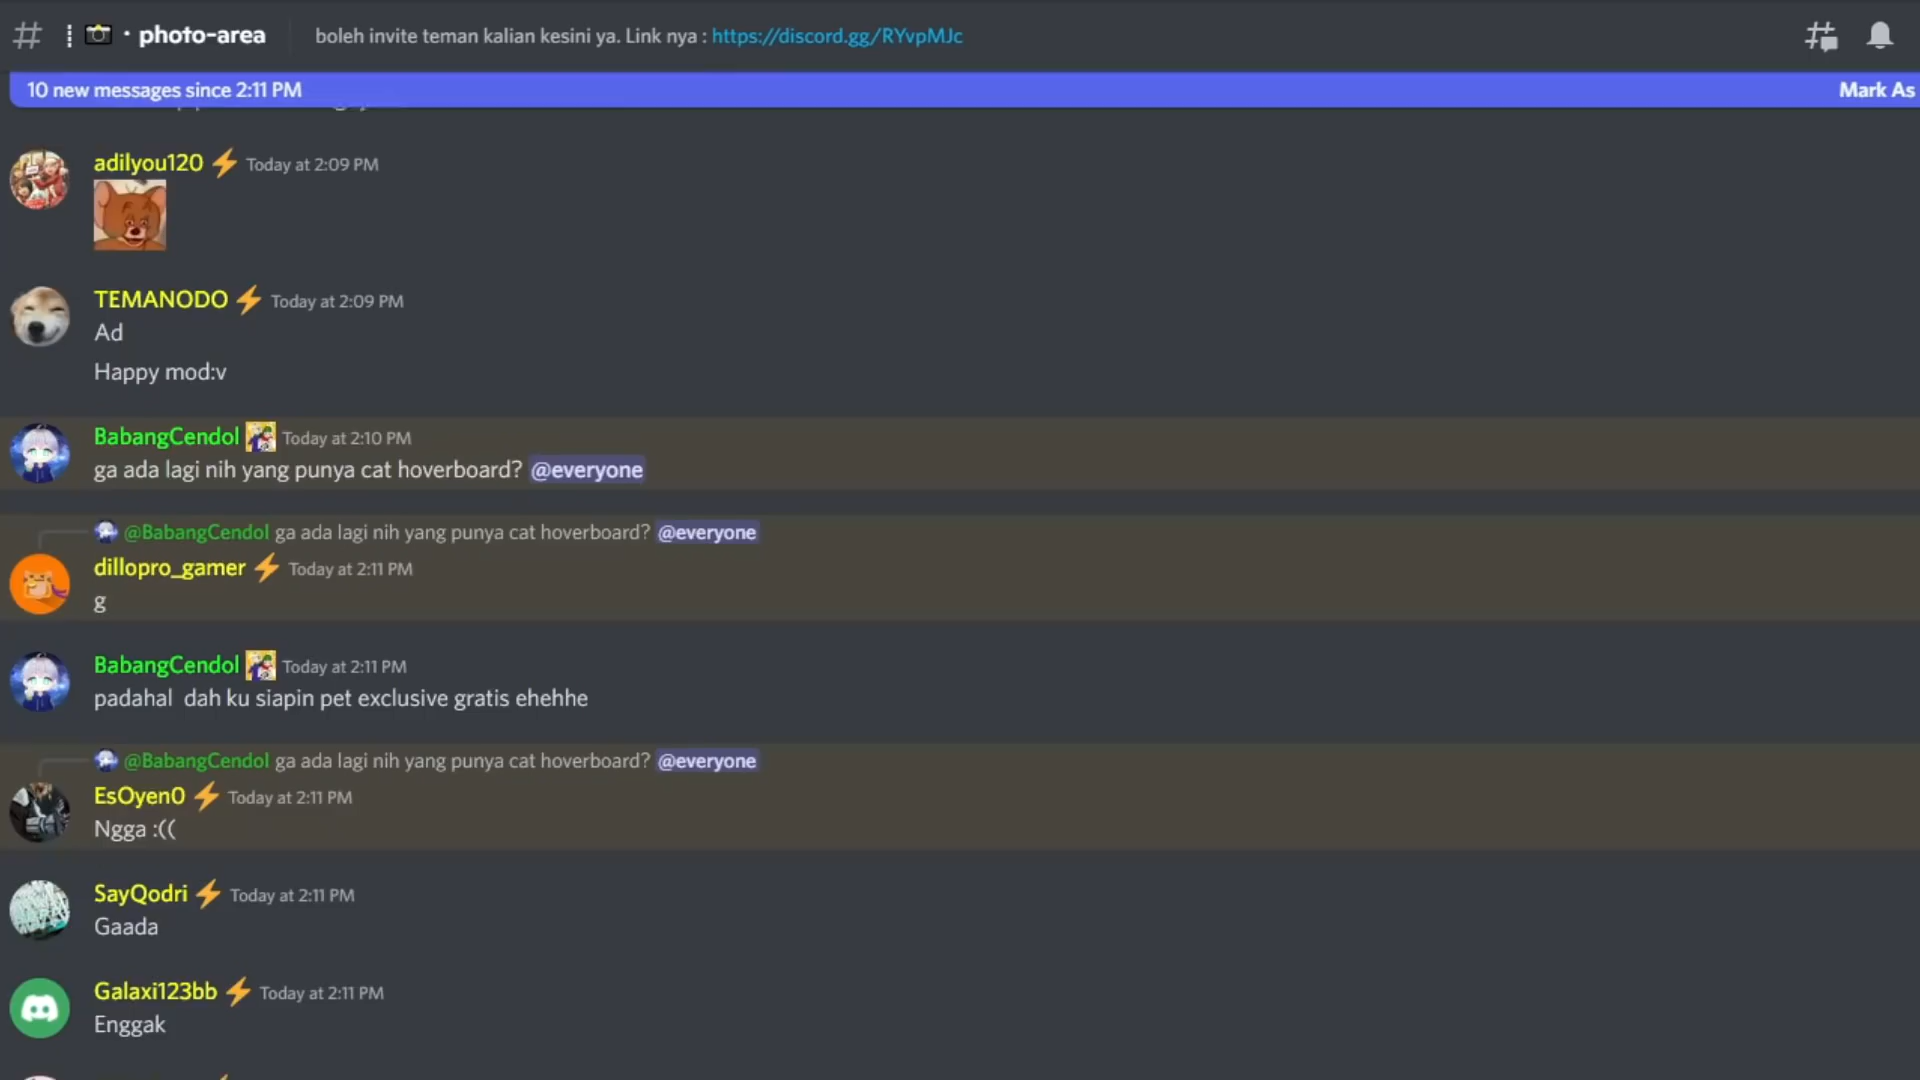 photo-area
boleh invite teman kalian kesini ya. Link nya : https://discord.gg/RYvpMJc
10 new messages since 2:11 PM
Mark As
adilyou120 Today at 2:09 PM
TEMANODO Today at 2:09 PM
Ad
Happy mod:v
BabangCendol Today at 2:10 PM
ga ada lagi nih yang punya cat hoverboard? @everyone
@BabangCendol ga ada lagi nih yang punya cat hoverboard? @everyone
dillopro_gamer Today at 2:11 PM
g
BabangCendol Today at 2:11 PM
padahal dah ku siapin pet exclusive gratis ehehhe
@BabangCendol ga ada lagi nih yang punya cat hoverboard? @everyone
EsOyen0 Today at 2:11 PM
Ngga :((
SayQodri Today at 2:11 PM
Gaada
Galaxi123bb Today at 2:11 PM
Enggak